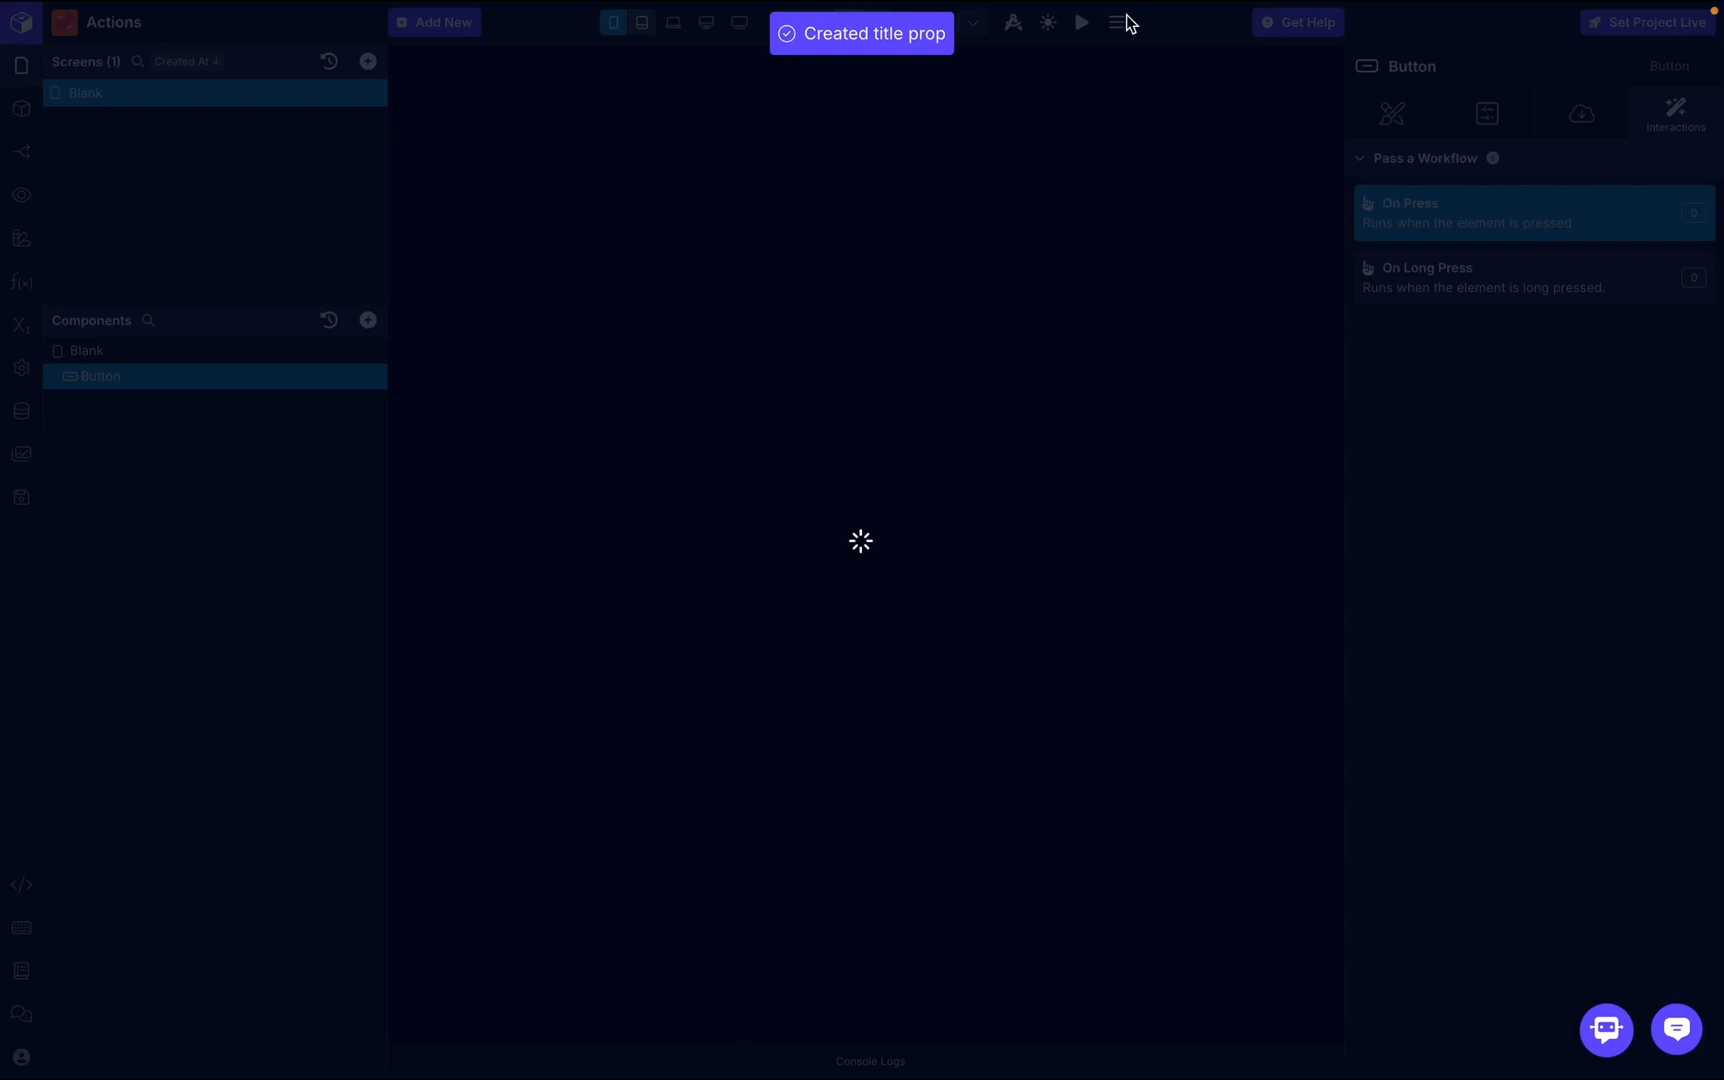 Actions
Add New
Created title prop
Get Help
Set Project Live
Screens (1)
Created At ↓
Blank
Components
Blank
Button
Button
Button
Interactions
Pass a Workflow
On Press
Runs when the element is pressed
0
On Long Press
Runs when the element is long pressed.
0
Console Logs